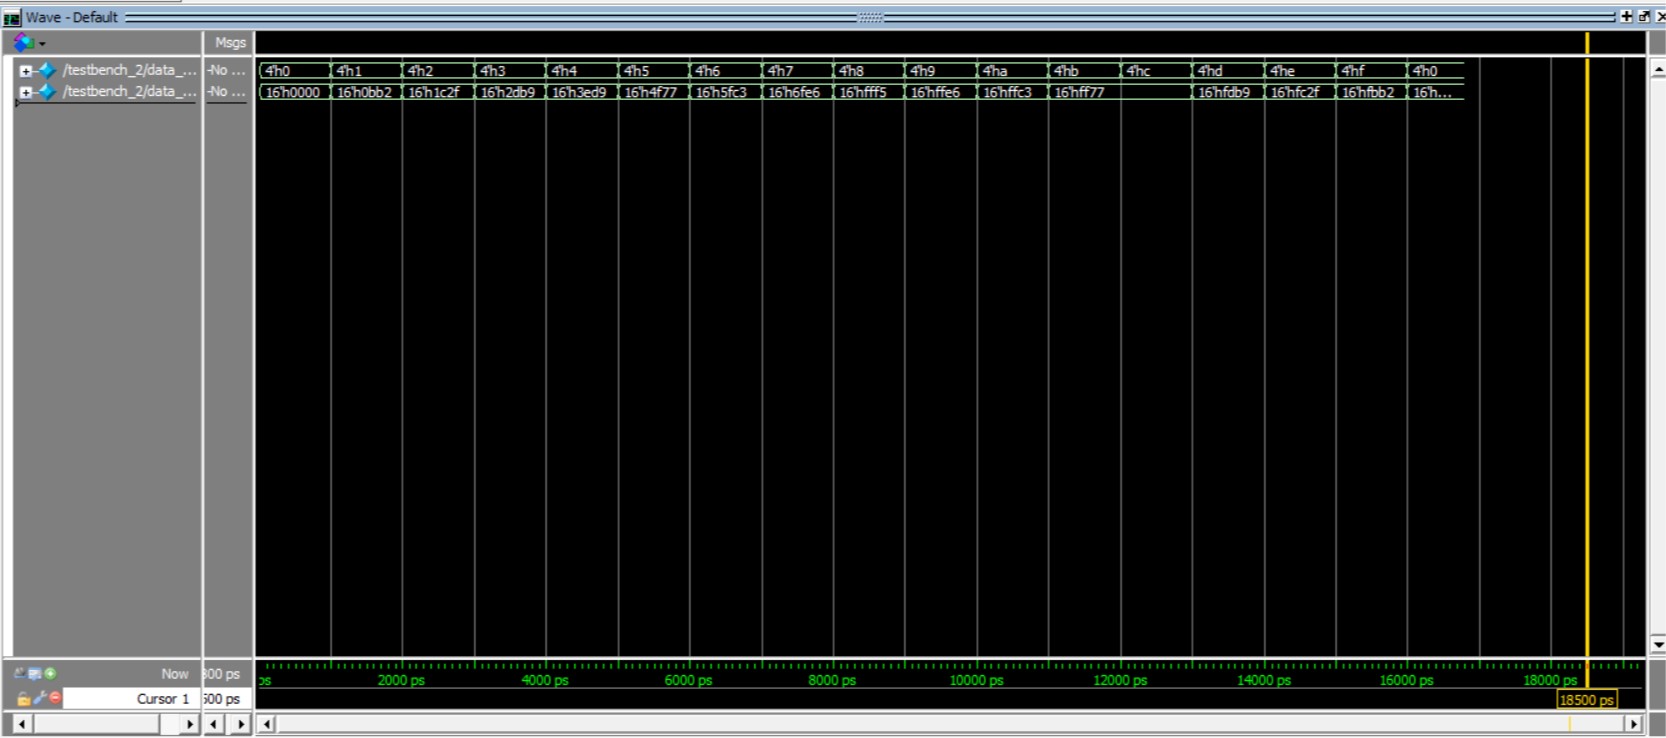 Wave - Default
Msgs
/testbench_2/data_... -No ... 4'h0 4'h1 4'h2 4'h3 4'h4 4'h5 4'h6 4'h7 4'h8 4'h9 4'ha 4'hb 4'hc 4'hd 4'he 4'hf 4'h0
/testbench_2/data_... -No ... 16'h0000 16'h0bb2 16'h1c2f 16'h2db9 16'h3ed9 16'h4f77 16'h5fc3 16'h6fe6 16'hfff5 16'hffe6 16'hffc3 16'hff77 16'hfdb9 16'hfc2f 16'hfbb2 16'h...
Now 300 ps ps 2000 ps 4000 ps 6000 ps 8000 ps 10000 ps 12000 ps 14000 ps 16000 ps 18000 ps
Cursor 1 500 ps 18500 ps